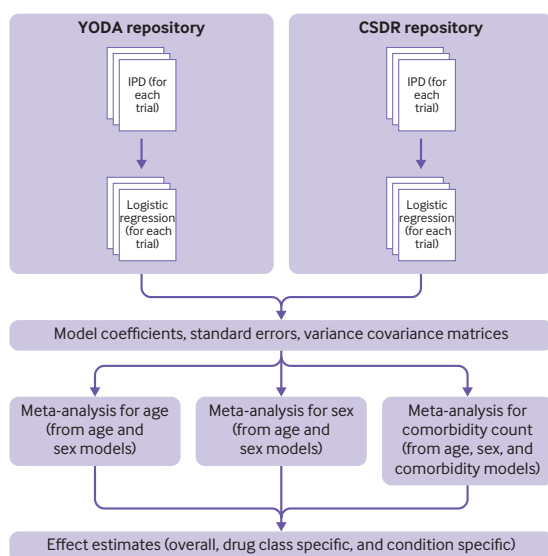 YODA repository
IPD (for
each
trial)
Logistic
regression
(for each
trial)
CSDR repository
IPD (for
each
trial)
Logistic
regression
(for each
trial)
Model coefficients, standard errors, variance covariance matrices
Meta-analysis for age
(from age and
sex models)
Meta-analysis for sex
(from age and
sex models)
Meta-analysis for
comorbidity count
(from age, sex, and
comorbidity models)
Effect estimates (overall, drug class specific, and condition specific)